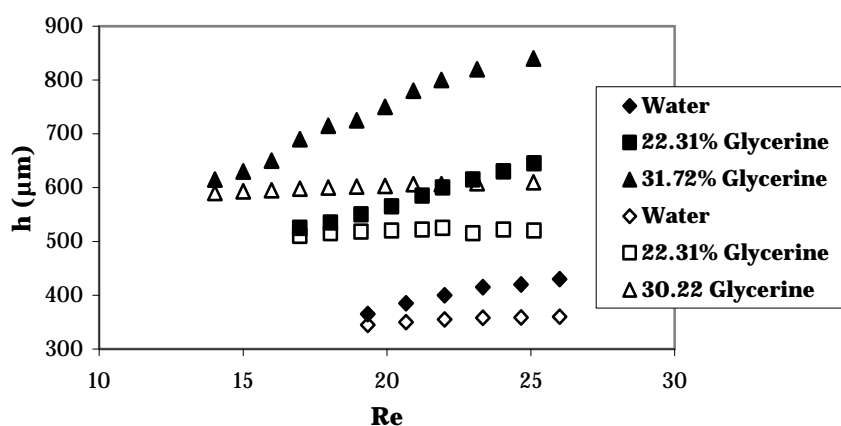 900
800
700
600
500
400
300
h (µm)
10
15
20
25
30
Re
Water
22.31% Glycerine
31.72% Glycerine
Water
22.31% Glycerine
30.22 Glycerine